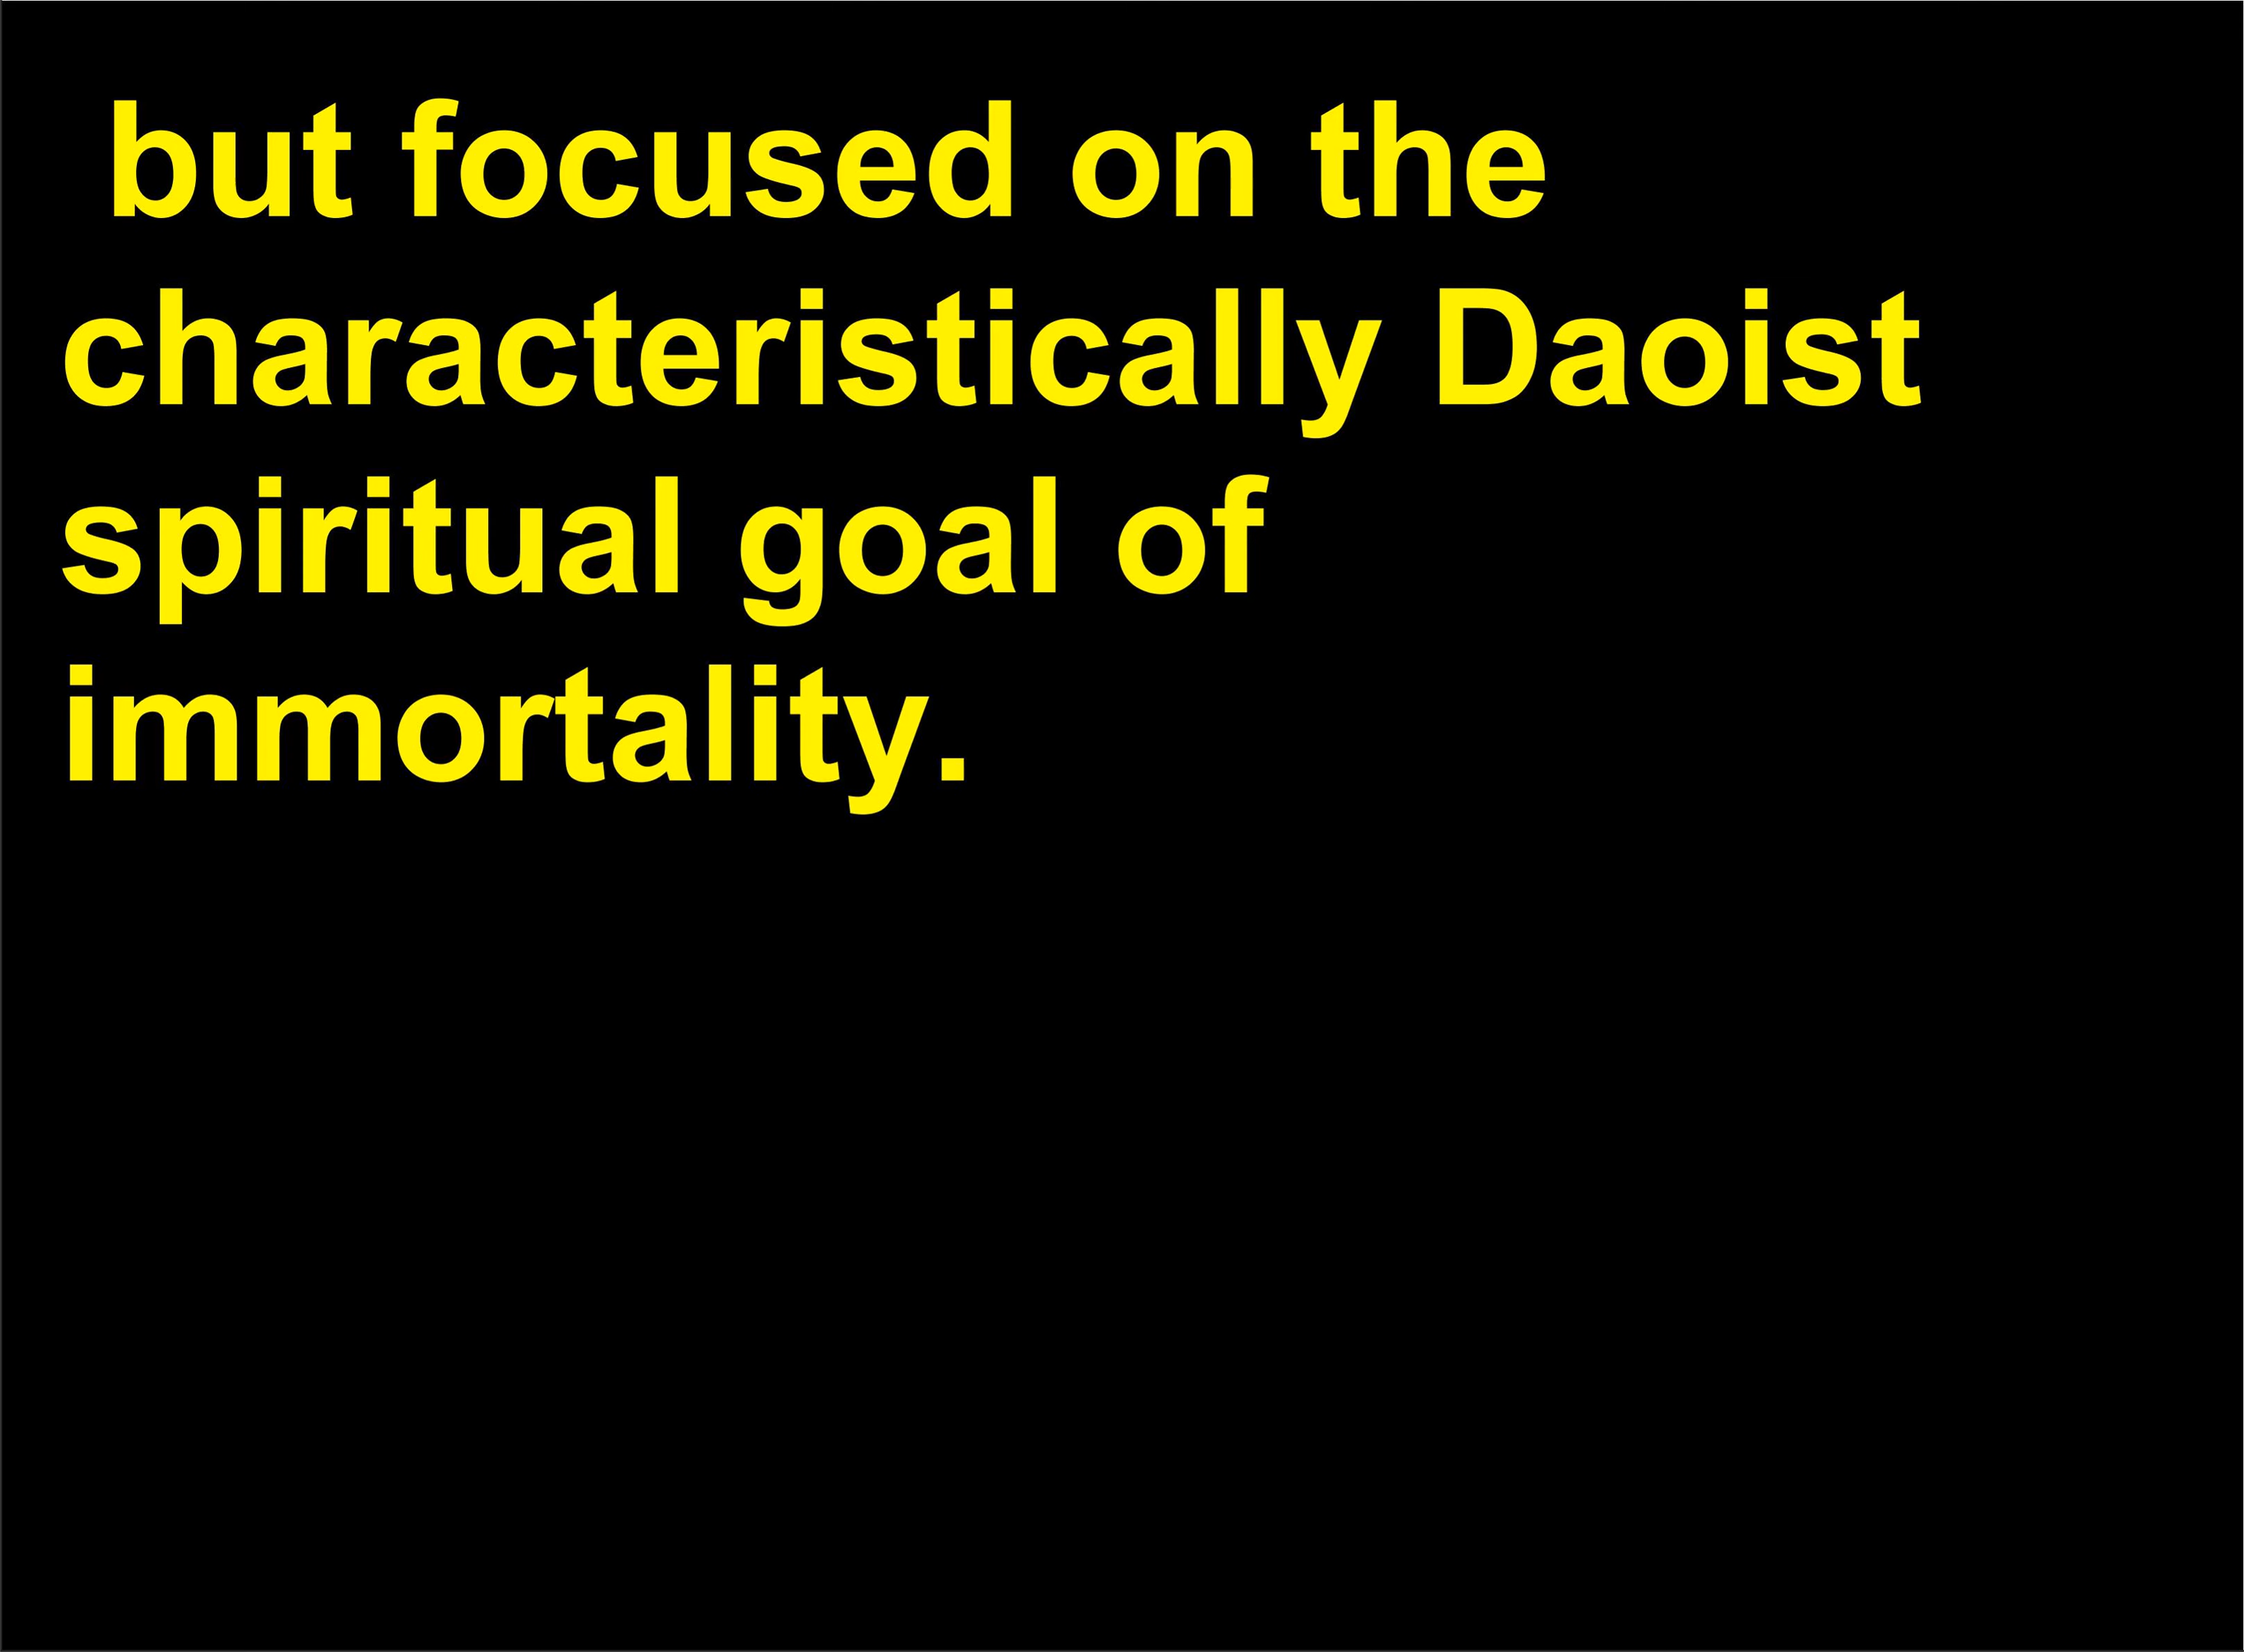 but focused on the
characteristically Daoist
spiritual goal of
immortality.